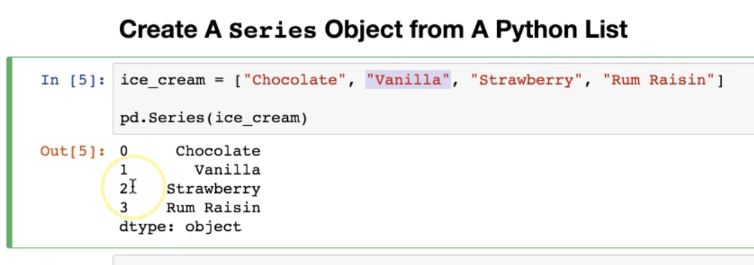 Create A Series Object from A Python List
In [5]: ice_cream = ["Chocolate", "Vanilla", "Strawberry", "Rum Raisin"]
pd.Series(ice_cream)
Out[5]: 0 Chocolate
1 Vanilla
2 Strawberry
3 Rum Raisin
dtype: object